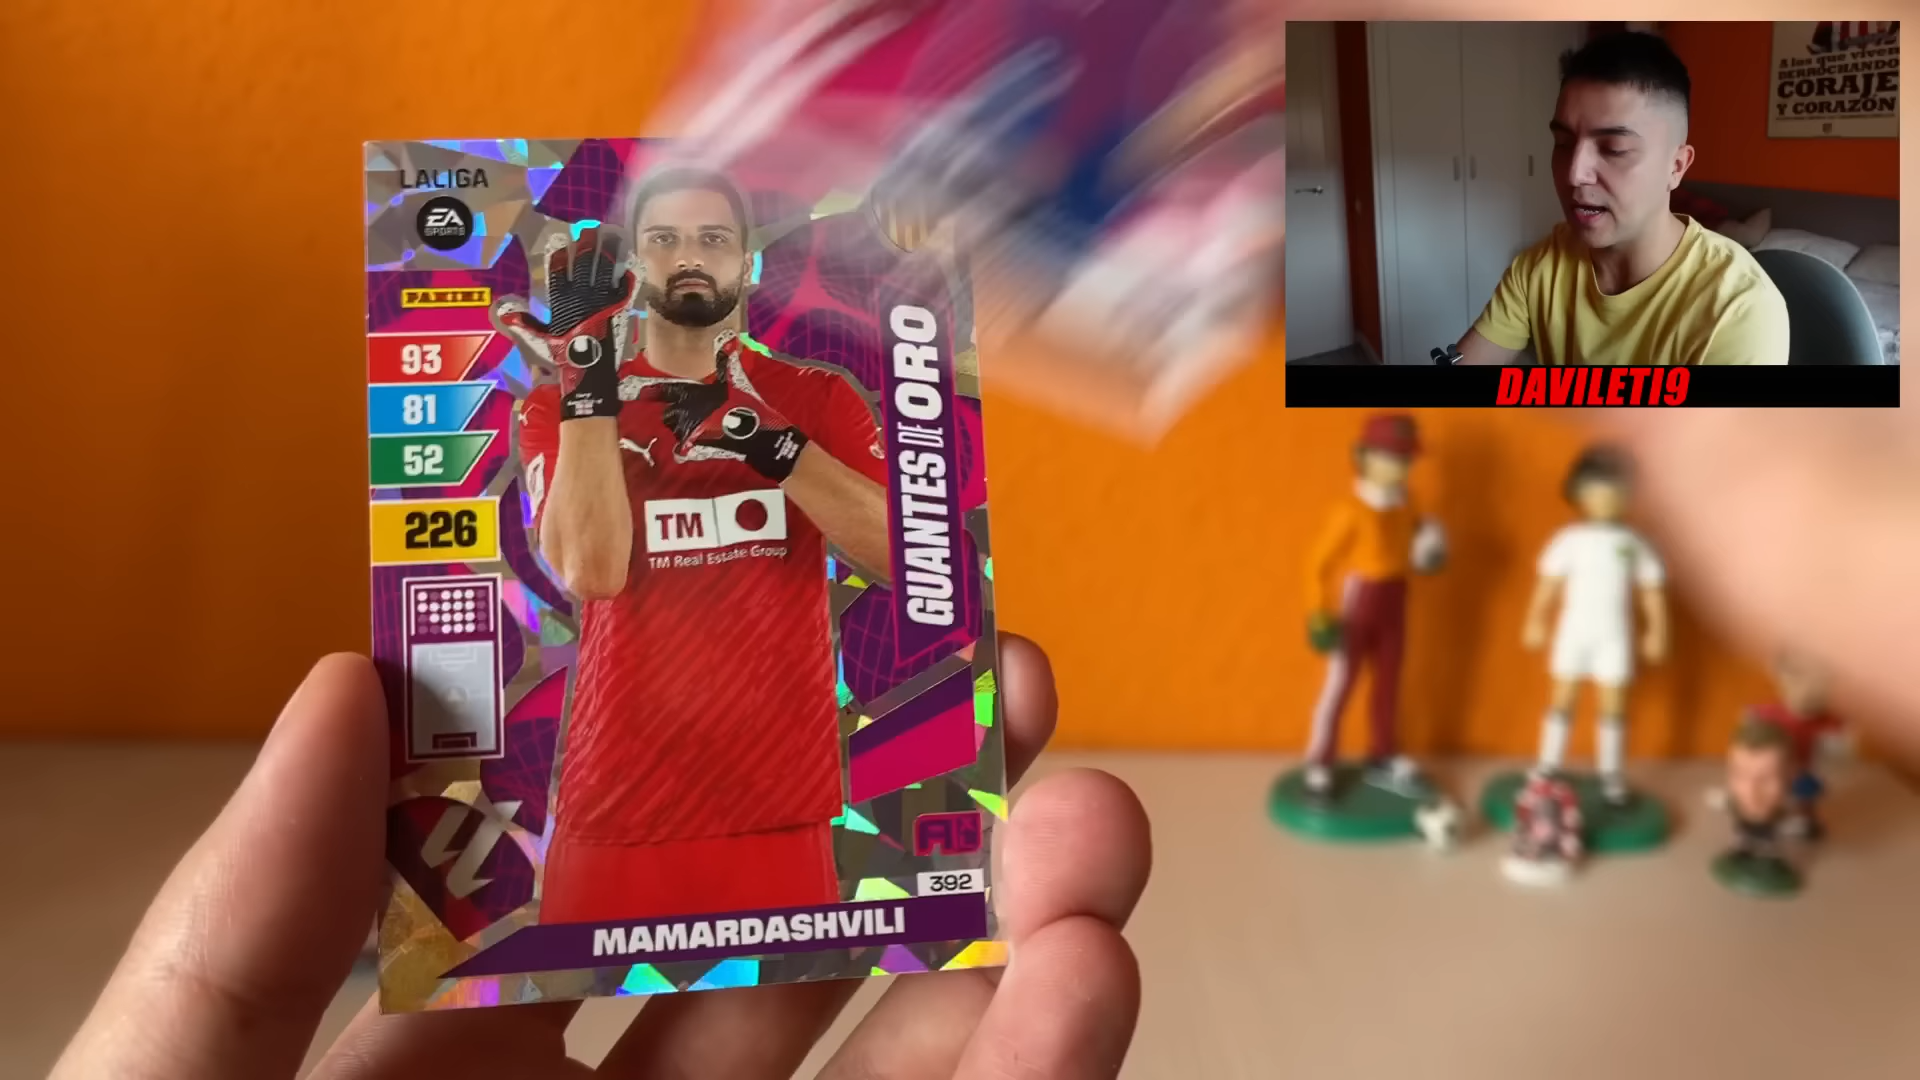 LALIGA
EA
SPORTS
PANINI
93
81
52
226
GUANTES DE ORO
TM
TM Real Estate Group
392
MAMARDASHVILI
A los que viven
DERROCHANDO
CORAJE
Y CORAZÓN
DAVILETI9